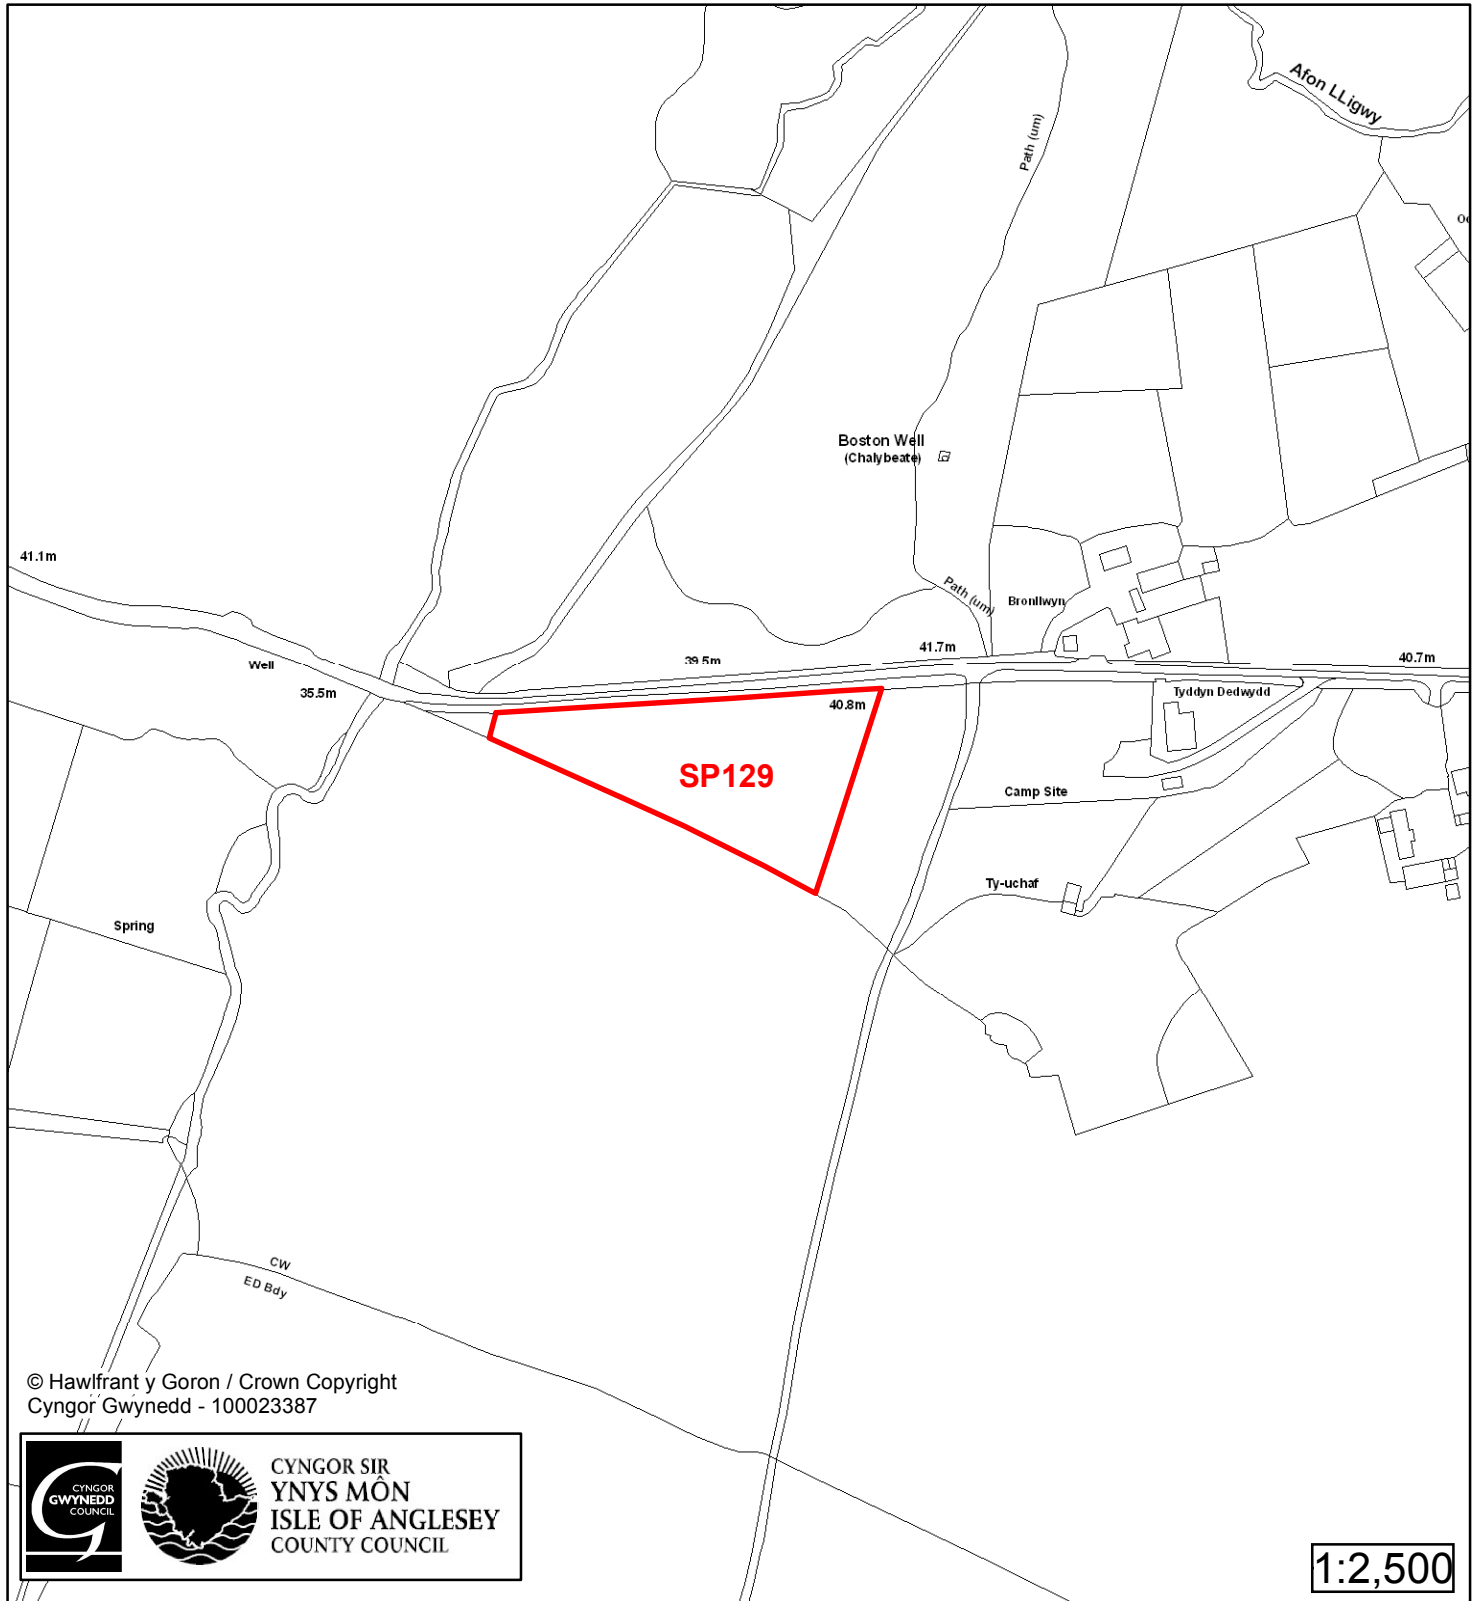 Afon LLigwy
Path (um)
Boston Well
(Chalybeate)
41.1m
Path (um)
Bronllwyn
Well
39.5m
41.7m
40.7m
35.5m
40.8m
Tyddyn Dedwydd
SP129
Camp Site
Ty-uchaf
Spring
CW
ED Bdy
© Hawlfrant y Goron / Crown Copyright
Cyngor Gwynedd - 100023387
CYNGOR
GWYNEDD
COUNCIL
CYNGOR SIR
YNYS MÔN
ISLE OF ANGLESEY
COUNTY COUNCIL
1:2,500